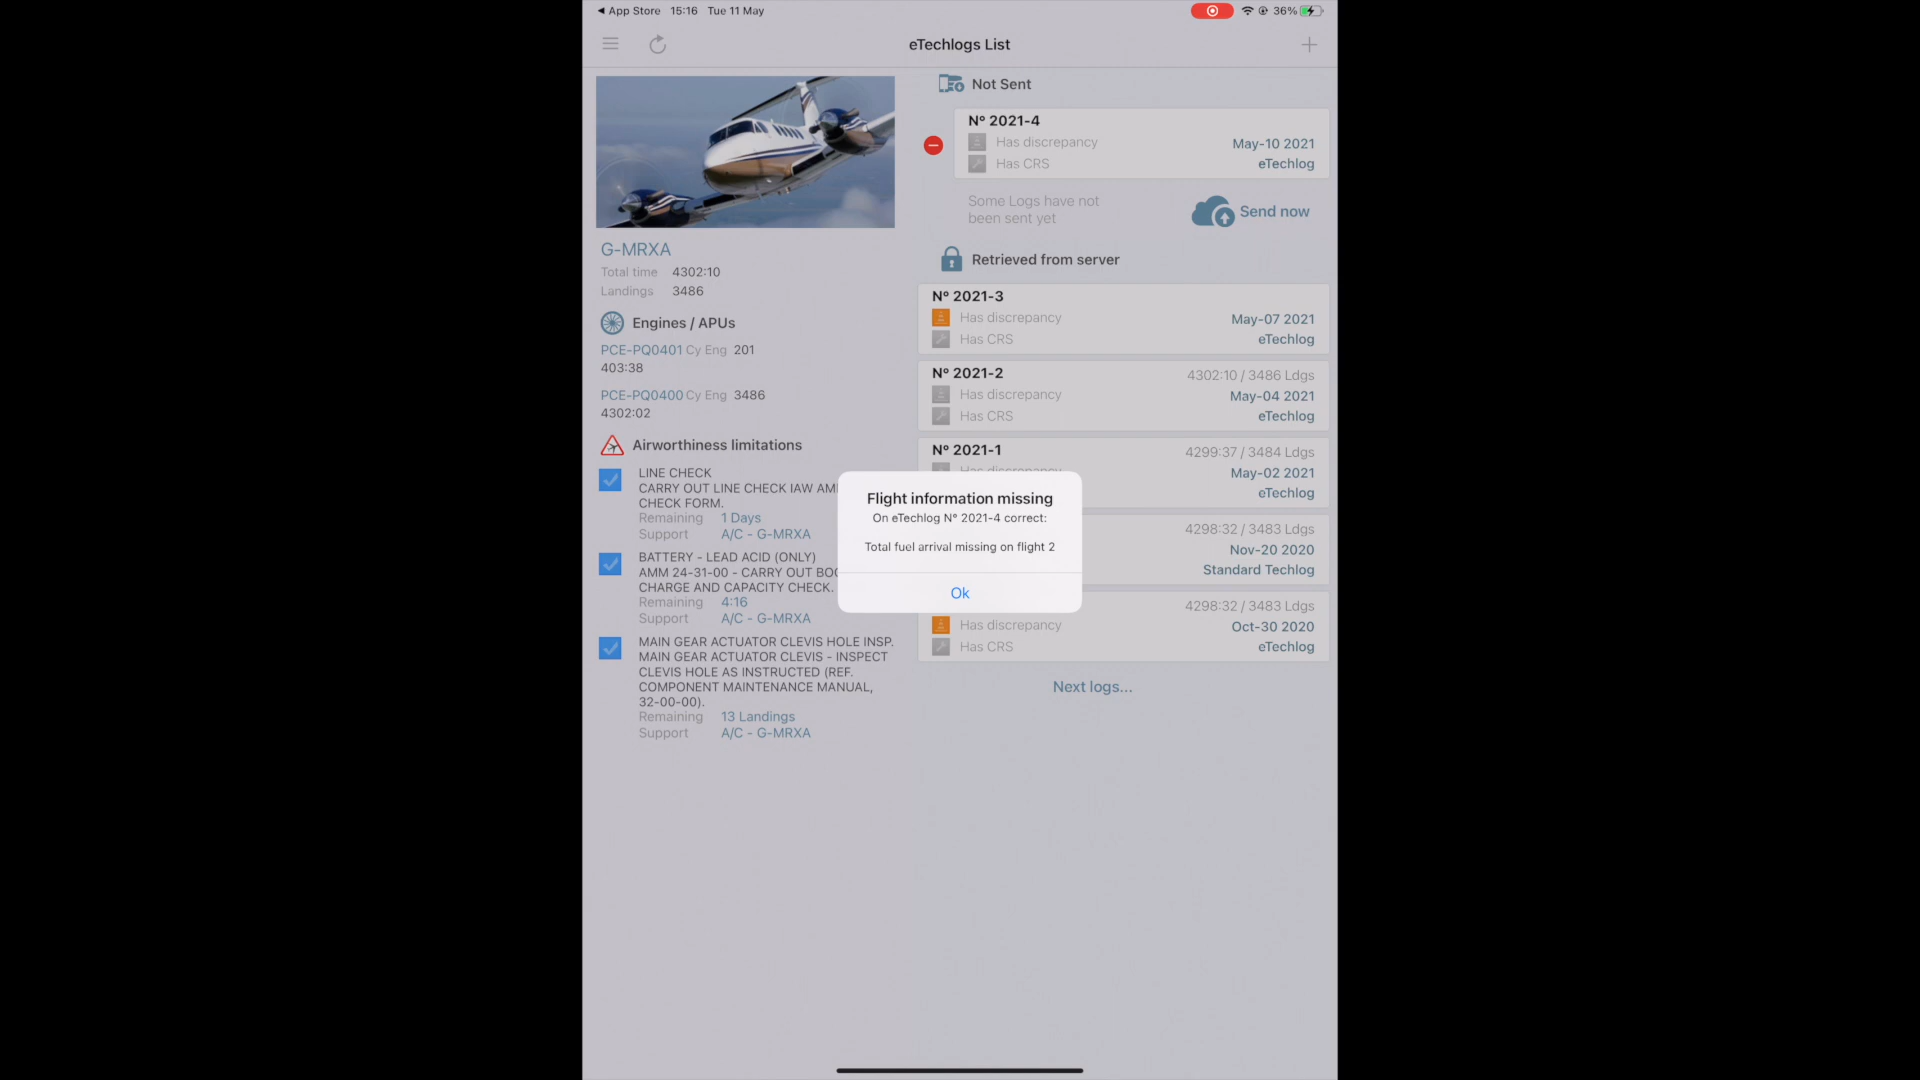 App Store 15:16 Tue 11 May
36%
eTechlogs List
G-MRXA
Total time 4302:10
Landings 3486
Engines / APUs
PCE-PQ0401 Cy Eng 201
403:38
PCE-PQ0400 Cy Eng 3486
4302:02
Airworthiness limitations
LINE CHECK
CARRY OUT LINE CHECK IAW AM
CHECK FORM.
Remaining 1 Days
Support A/C - G-MRXA
BATTERY - LEAD ACID (ONLY)
AMM 24-31-00 - CARRY OUT BO
CHARGE AND CAPACITY CHECK.
Remaining 4:16
Support A/C - G-MRXA
MAIN GEAR ACTUATOR CLEVIS HOLE INSP.
MAIN GEAR ACTUATOR CLEVIS - INSPECT
CLEVIS HOLE AS INSTRUCTED (REF.
COMPONENT MAINTENANCE MANUAL,
32-00-00).
Remaining 13 Landings
Support A/C - G-MRXA
Not Sent
Nº 2021-4
Has discrepancy
May-10 2021
Has CRS
eTechlog
Some Logs have not
been sent yet
Send now
Retrieved from server
Nº 2021-3
Has discrepancy
May-07 2021
Has CRS
eTechlog
Nº 2021-2
4302:10 / 3486 Ldgs
Has discrepancy
May-04 2021
Has CRS
eTechlog
Nº 2021-1
4299:37 / 3484 Ldgs
Has discrepancy
May-02 2021
eTechlog
4298:32 / 3483 Ldgs
Nov-20 2020
Standard Techlog
4298:32 / 3483 Ldgs
Has discrepancy
Oct-30 2020
Has CRS
eTechlog
Next logs...
Flight information missing
On eTechlog Nº 2021-4 correct:
Total fuel arrival missing on flight 2
Ok